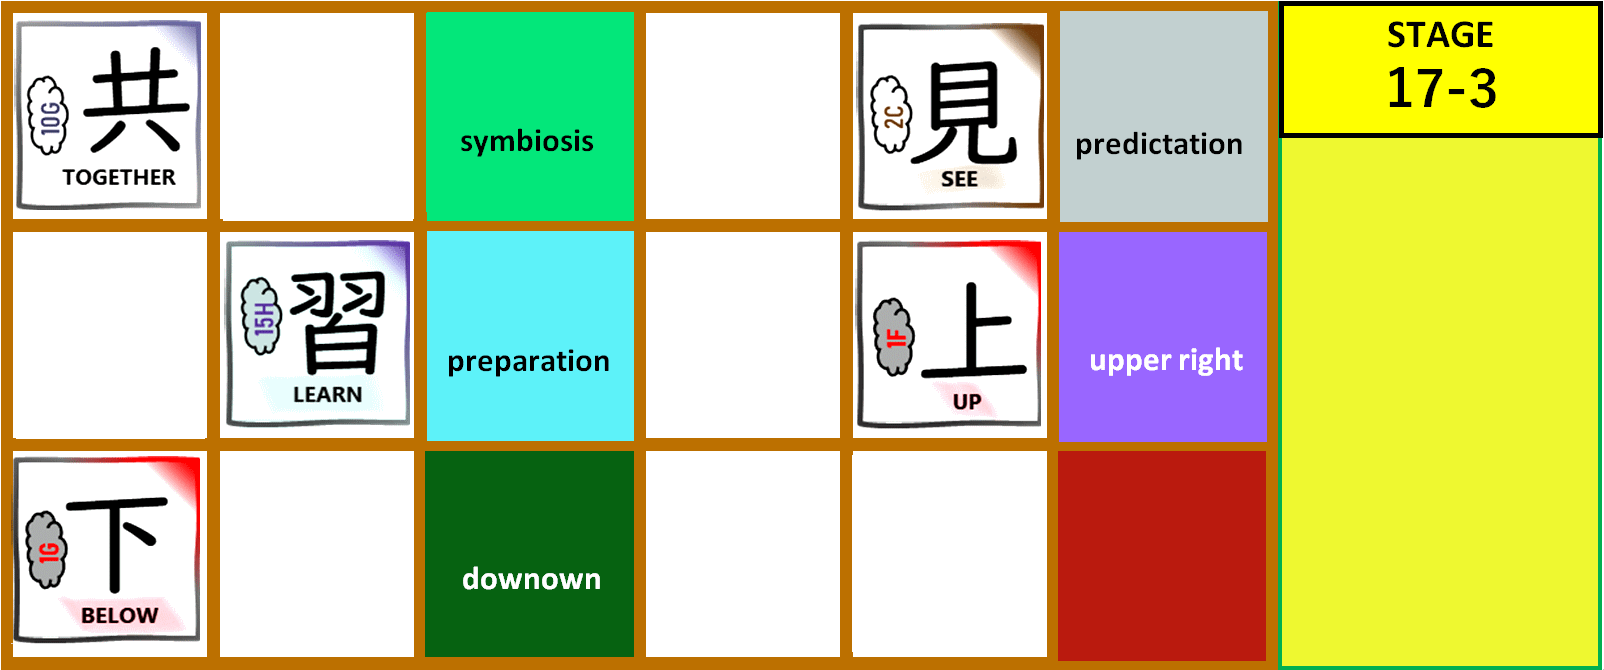 10G
共
TOGETHER
symbiosis
2C
見
SEE
predictation
STAGE
17-3
15H
習
LEARN
preparation
1F
上
UP
upper right
1G
下
BELOW
downown